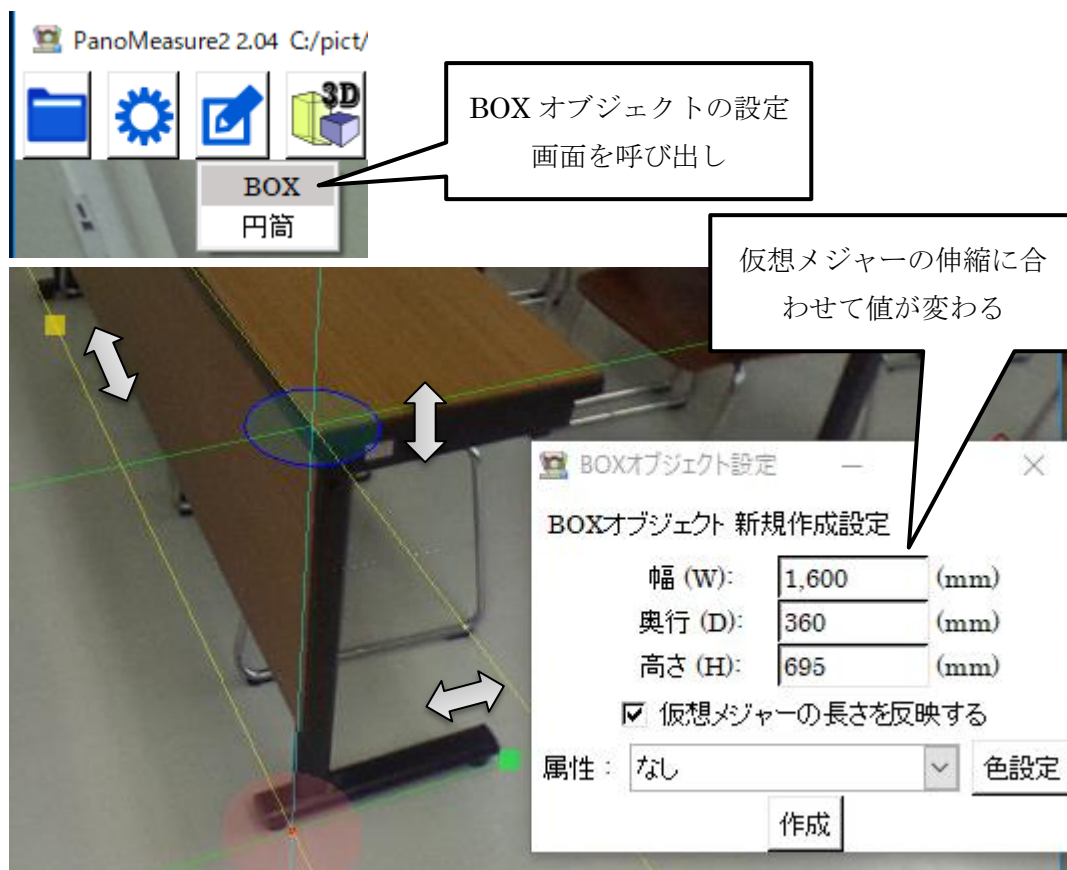 PanoMeasure2 2.04 C:/pict/
3D
BOX オブジェクトの設定
画面を呼び出し
BOX
円筒
仮想メジャーの伸縮に合
わせて値が変わる
BOXオブジェクト設定
BOXオブジェクト 新規作成設定
幅 (W): 1,600 (mm)
奥行 (D): 360 (mm)
高さ (H): 695 (mm)
仮想メジャーの長さを反映する
属性： なし 色設定
作成